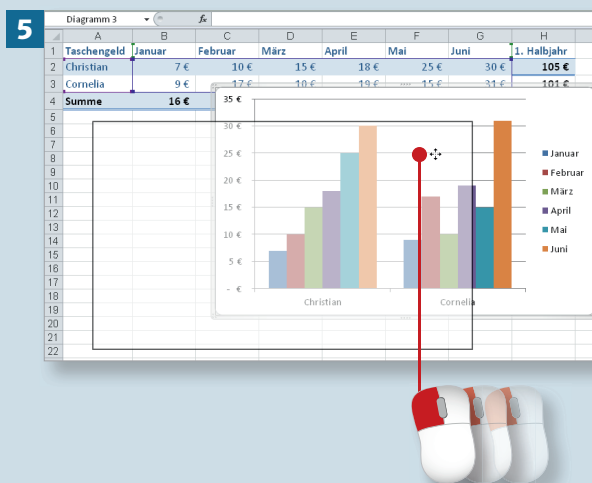 5
Diagramm 3 fx
A B C D E F G H
1 Taschengeld Januar Februar März April Mai Juni 1. Halbjahr
2 Christian 7 € 10 € 15 € 18 € 25 € 30 € 105 €
3 Cornelia 9 € 17 € 10 € 19 € 15 € 31 € 101 €
4 Summe 16 €
5
6
7
8
9
10
11
12
13
14
15
16
17
18
19
20
21
22
35 €
30 €
25 €
20 €
15 €
10 €
5 €
- €
Christian Cornelia
Januar
Februar
März
April
Mai
Juni